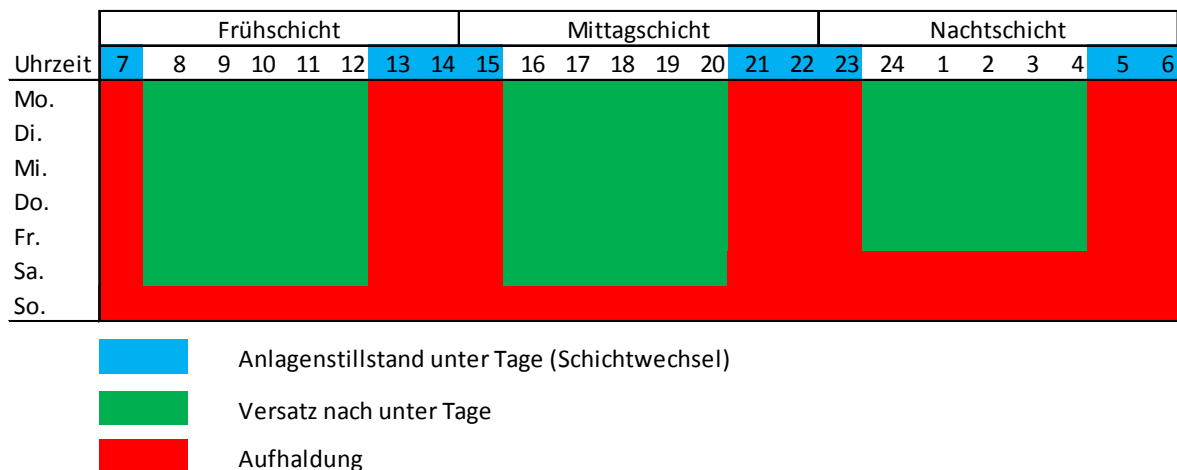 Frühschicht Mittagschicht Nachtschicht
Uhrzeit 7 8 9 10 11 12 13 14 15 16 17 18 19 20 21 22 23 24 1 2 3 4 5 6
Mo.
Di.
Mi.
Do.
Fr.
Sa.
So.
Anlagenstillstand unter Tage (Schichtwechsel)
Versatz nach unter Tage
Aufhaldung